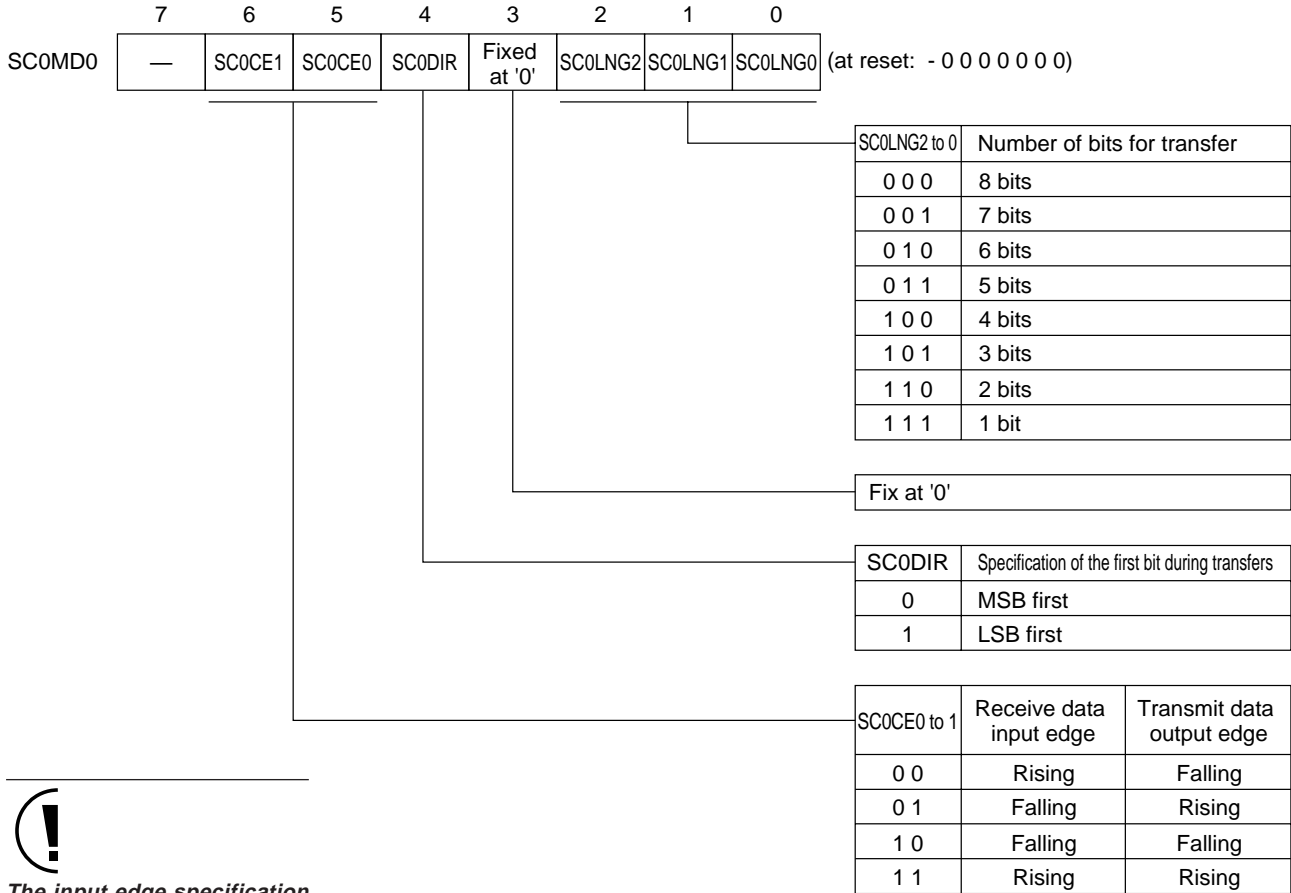 7 6 5 4 3 2 1 0
SC0MD0 — SC0CE1 SC0CE0 SC0DIR Fixed at '0' SC0LNG2 SC0LNG1 SC0LNG0 (at reset: - 0 0 0 0 0 0 0)
SC0LNG2 to 0 Number of bits for transfer
0 0 0 8 bits
0 0 1 7 bits
0 1 0 6 bits
0 1 1 5 bits
1 0 0 4 bits
1 0 1 3 bits
1 1 0 2 bits
1 1 1 1 bit
Fix at '0'
SC0DIR Specification of the first bit during transfers
0 MSB first
1 LSB first
SC0CE0 to 1 Receive data input edge Transmit data output edge
0 0 Rising Falling
0 1 Falling Rising
1 0 Falling Falling
1 1 Rising Rising
!
The input edge specification